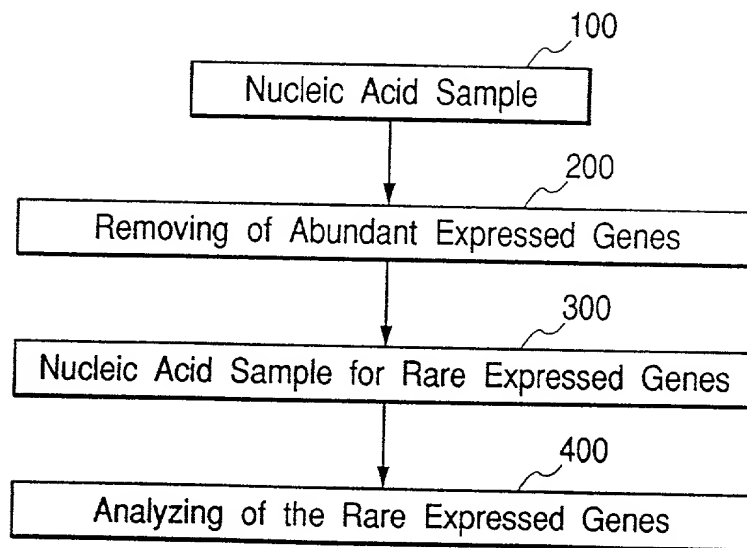 100
Nucleic Acid Sample
200
Removing of Abundant Expressed Genes
300
Nucleic Acid Sample for Rare Expressed Genes
400
Analyzing of the Rare Expressed Genes